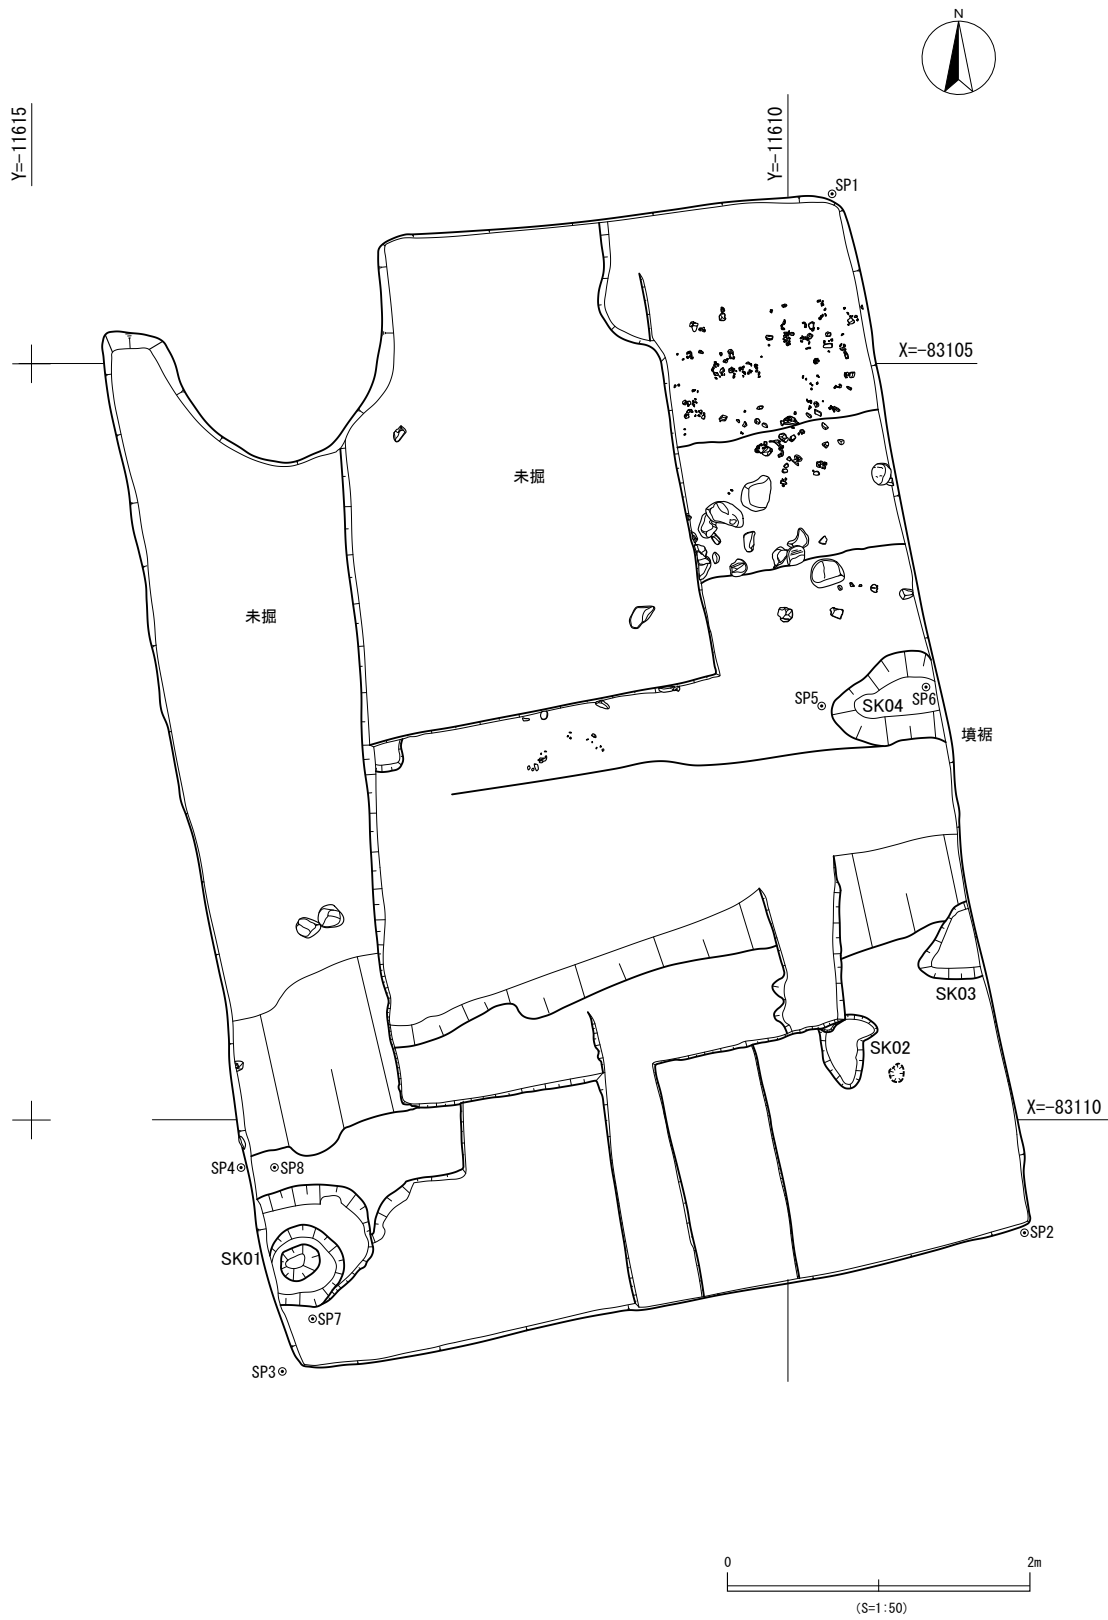 N
Y=-11615
Y=-11610
SP1
X=-83105
未掘
未掘
SP5
SK04
SP6
墳裾
SK03
SK02
X=-83110
SP4
SP8
SK01
SP2
SP7
SP3
0
2m
(S=1:50)